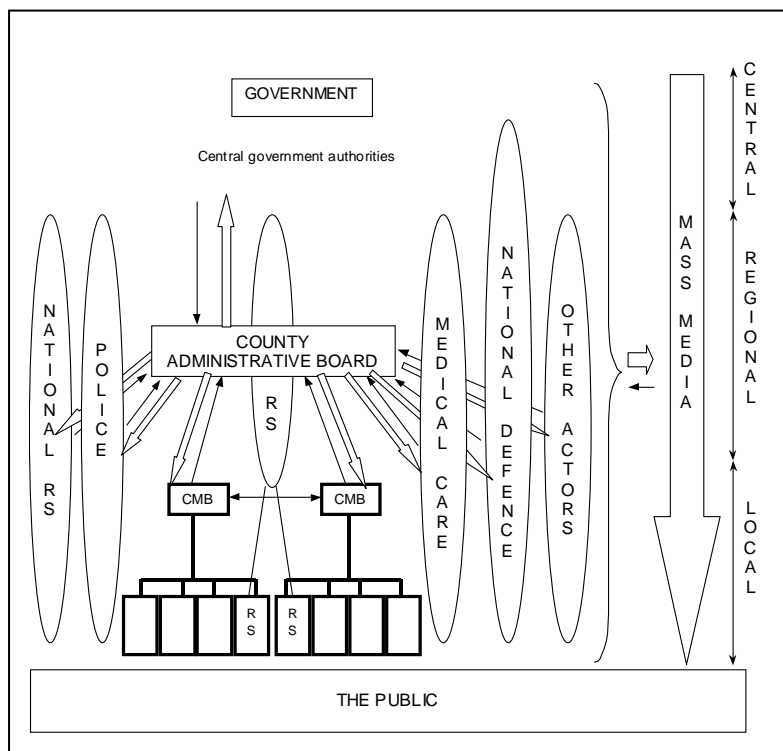 GOVERNMENT
Central government authorities
COUNTY
ADMINISTRATIVE BOARD
NATIONAL RS
POLICE
RS
MEDICAL CARE
NATIONAL DEFENCE
OTHER ACTORS
MASS MEDIA
CENTRAL
REGIONAL
LOCAL
CMB
CMB
RS
RS
THE PUBLIC